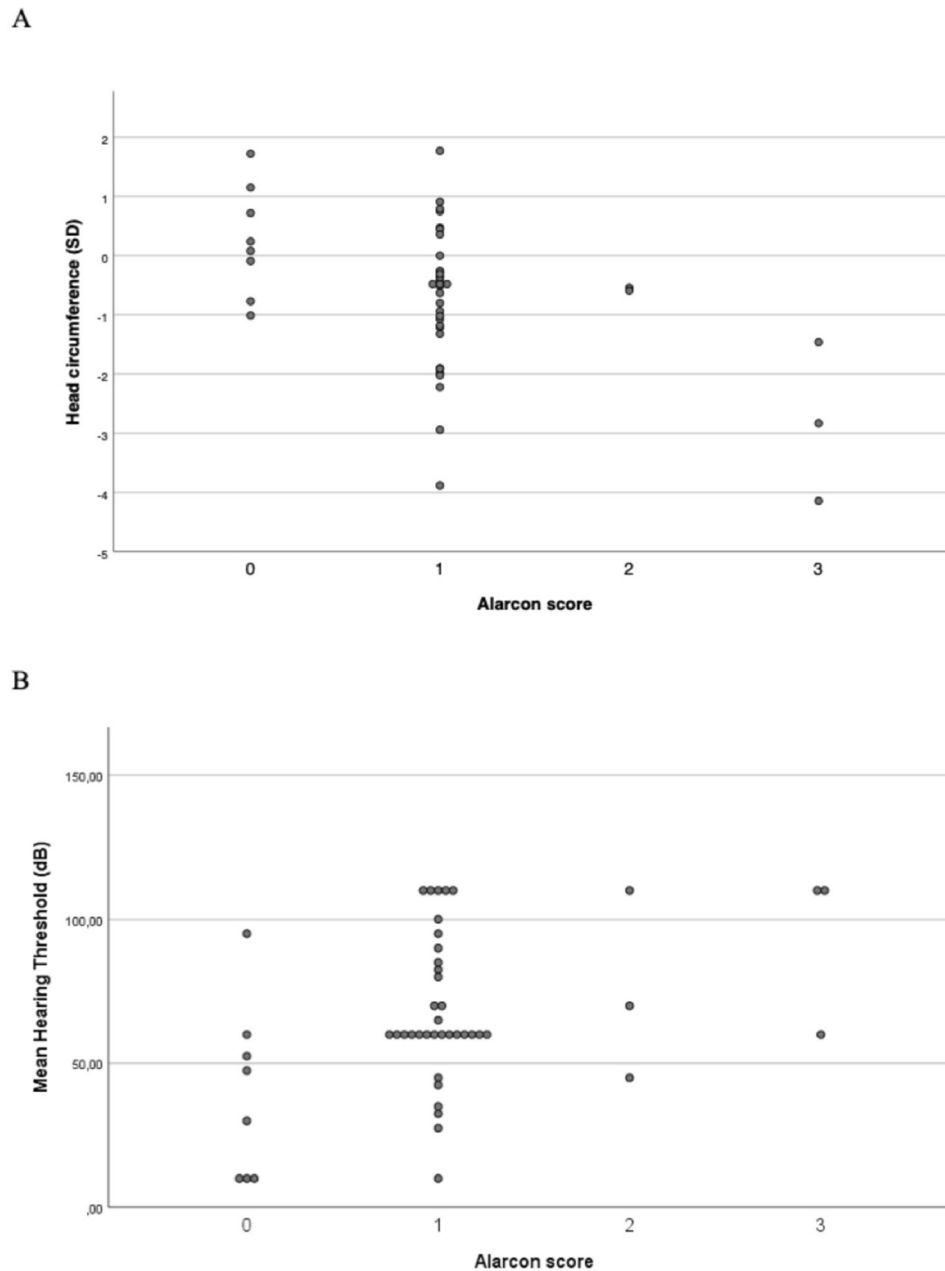 A
Head circumference (SD)
2
1
0
-1
-2
-3
-4
-5
0 1 2 3
Alarcon score
B
Mean Hearing Threshold (dB)
150,00
100,00
50,00
,00
0 1 2 3
Alarcon score